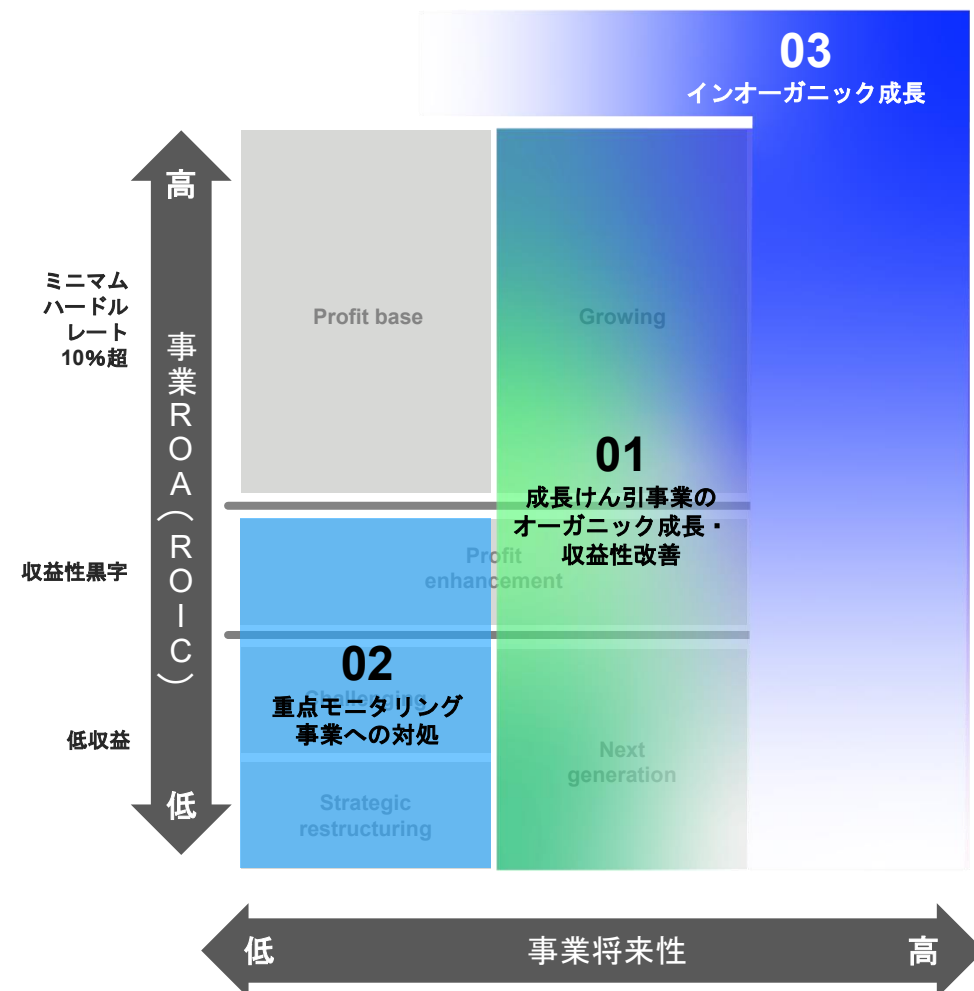 03
インオーガニック成長
高
ミニマム
ハードル
レート
10%超
事業ROA(ROIC)
Profit base
Growing
01
成長けん引事業の
オーガニック成長・
収益性改善
収益性黒字
Profit
enhancement
02
Challenging
重点モニタリング
事業への対処
低収益
Next
generation
低
Strategic
restructuring
低
事業将来性
高